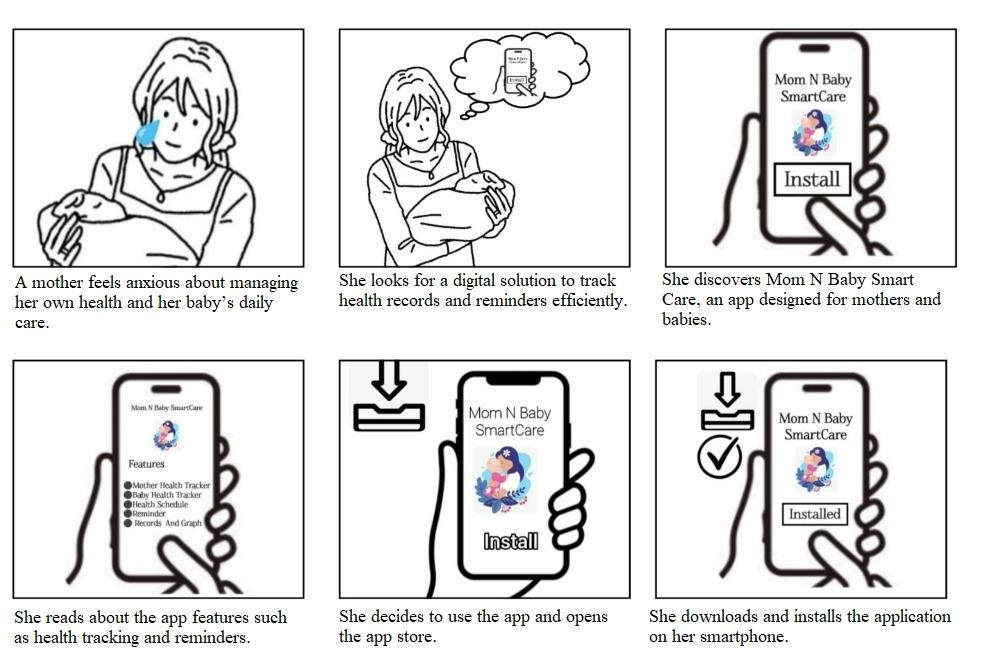 Mom N Baby
SmartCare
Install
Mom N Baby
SmartCare
Install
A mother feels anxious about managing
her own health and her baby’s daily
care.
She looks for a digital solution to track
health records and reminders efficiently.
She discovers Mom N Baby Smart
Care, an app designed for mothers and
babies.
Mom N Baby SmartCare
Features
Mother Health Tracker
Baby Health Tracker
Health Schedule
Reminder
Records And Graph
Mom N Baby
SmartCare
Install
Mom N Baby
SmartCare
Installed
She reads about the app features such
as health tracking and reminders.
She decides to use the app and opens
the app store.
She downloads and installs the application
on her smartphone.